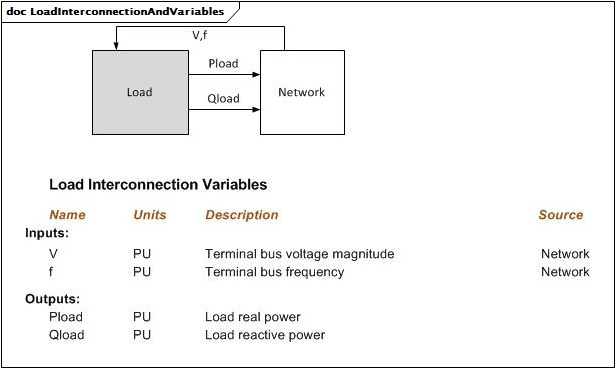 doc LoadInterconnectionAndVariables
V,f
Pload
Load
Network
Qload
Load Interconnection Variables
Name Units Description Source
Inputs:
V PU Terminal bus voltage magnitude Network
f PU Terminal bus frequency Network
Outputs:
Pload PU Load real power
Qload PU Load reactive power